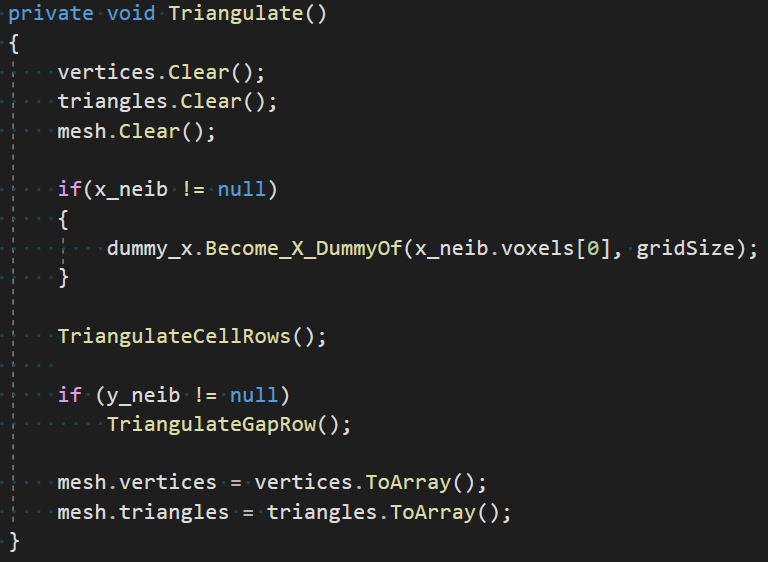 private void Triangulate()
{
    vertices.Clear();
    triangles.Clear();
    mesh.Clear();

    if(x_neib != null)
    {
        dummy_x.Become_X_DummyOf(x_neib.voxels[0], gridSize);
    }

    TriangulateCellRows();

    if (y_neib != null)
        TriangulateGapRow();

    mesh.vertices = vertices.ToArray();
    mesh.triangles = triangles.ToArray();
}